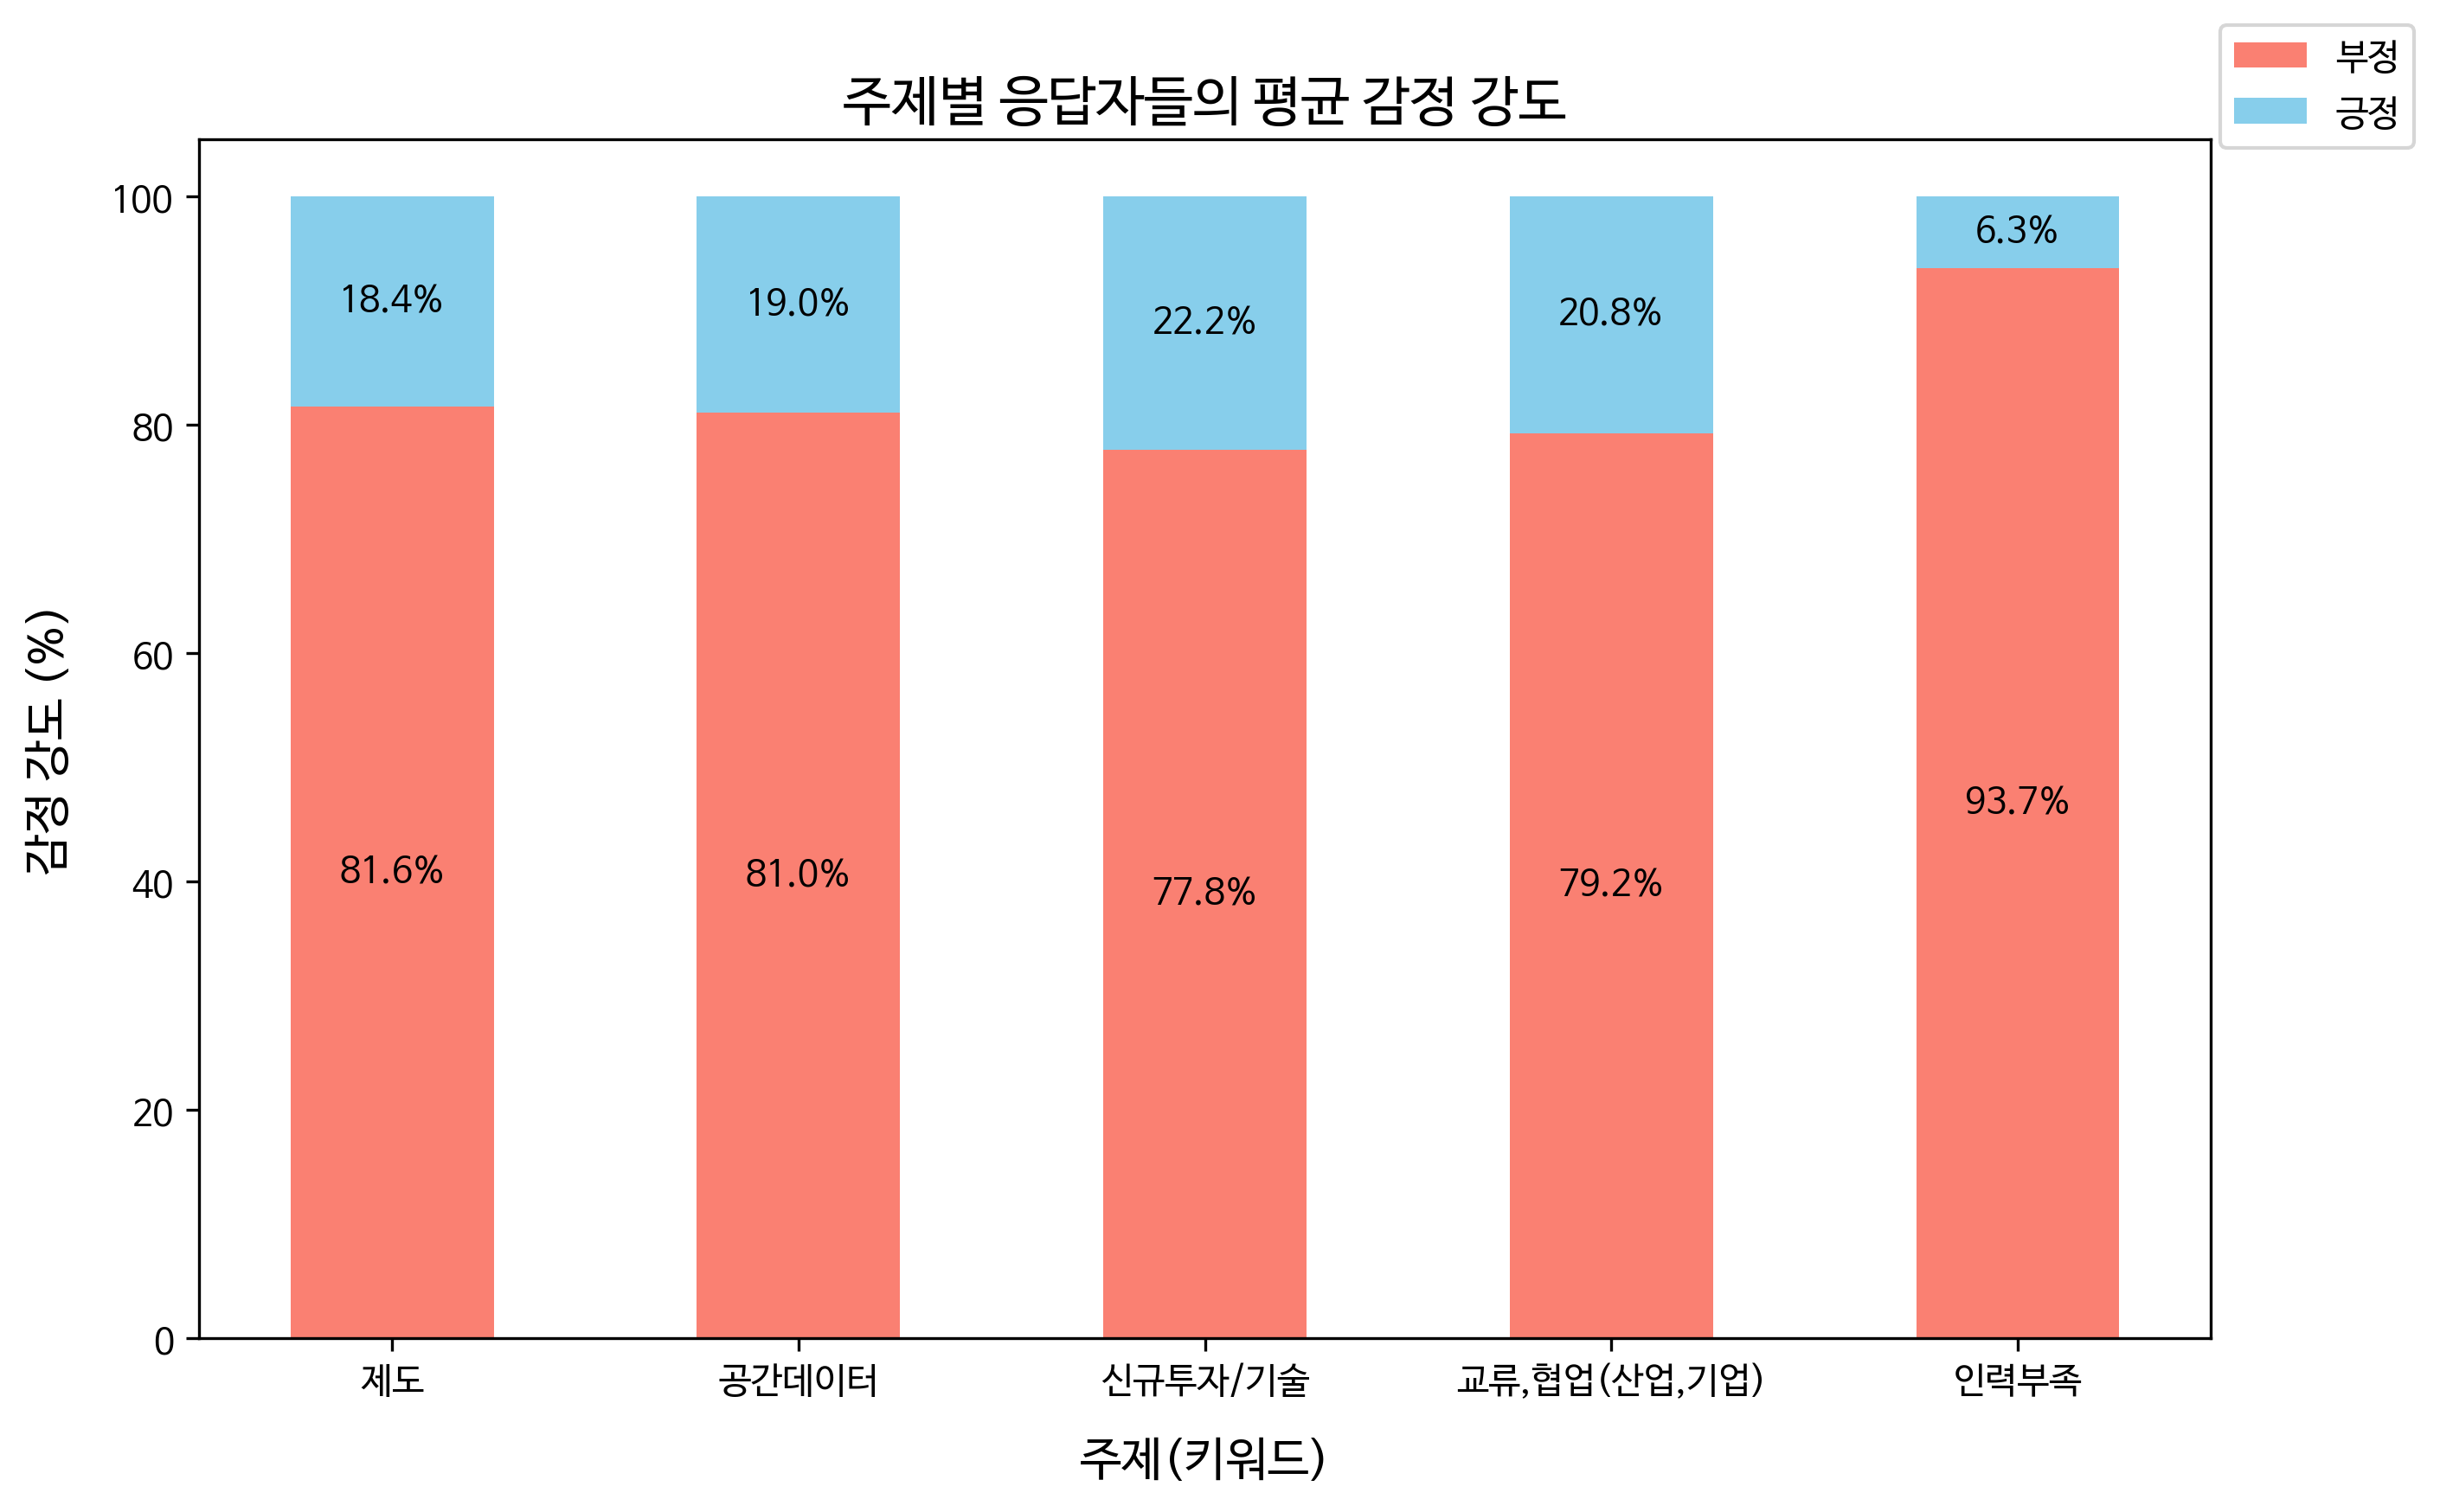 부정
긍정
주제별 응답자들의 평균 감정 강도
감정 강도 (%)
100
80
60
40
20
0
18.4%
19.0%
22.2%
20.8%
6.3%
81.6%
81.0%
77.8%
79.2%
93.7%
제도
공간데이터
신규투자/기술
교류,협업(산업,기업)
인력부족
주제(키워드)